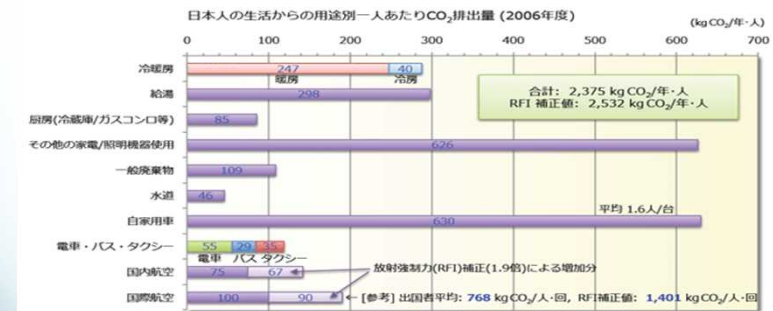 日本人の生活からの用途別一人あたりCO₂排出量 (2006年度)
(kg CO₂/年・人)
0 100 200 300 400 500 600 700
冷暖房 247 40
暖房 冷房
合計: 2,375 kg CO₂/年・人
RFI 補正値: 2,532 kg CO₂/年・人
給湯 298
厨房(冷蔵庫/ガスコンロ等) 85
その他の家電/照明機器使用 626
一般廃棄物 109
水道 46
平均 1.6人/台
自家用車 630
電車・バス・タクシー 55 29 35
電車 バス タクシー
放射強制力(RFI)補正(1.9倍)による増加分
国内航空 75 67
国際航空 100 90 ← [参考] 出国者平均: 768 kg CO₂/人・回, RFI補正値: 1,401 kg CO₂/人・回